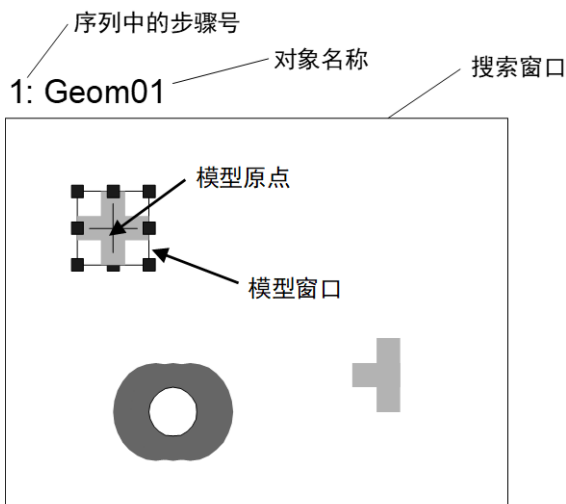 序列中的步骤号
对象名称
搜索窗口
1: Geom01
模型原点
模型窗口